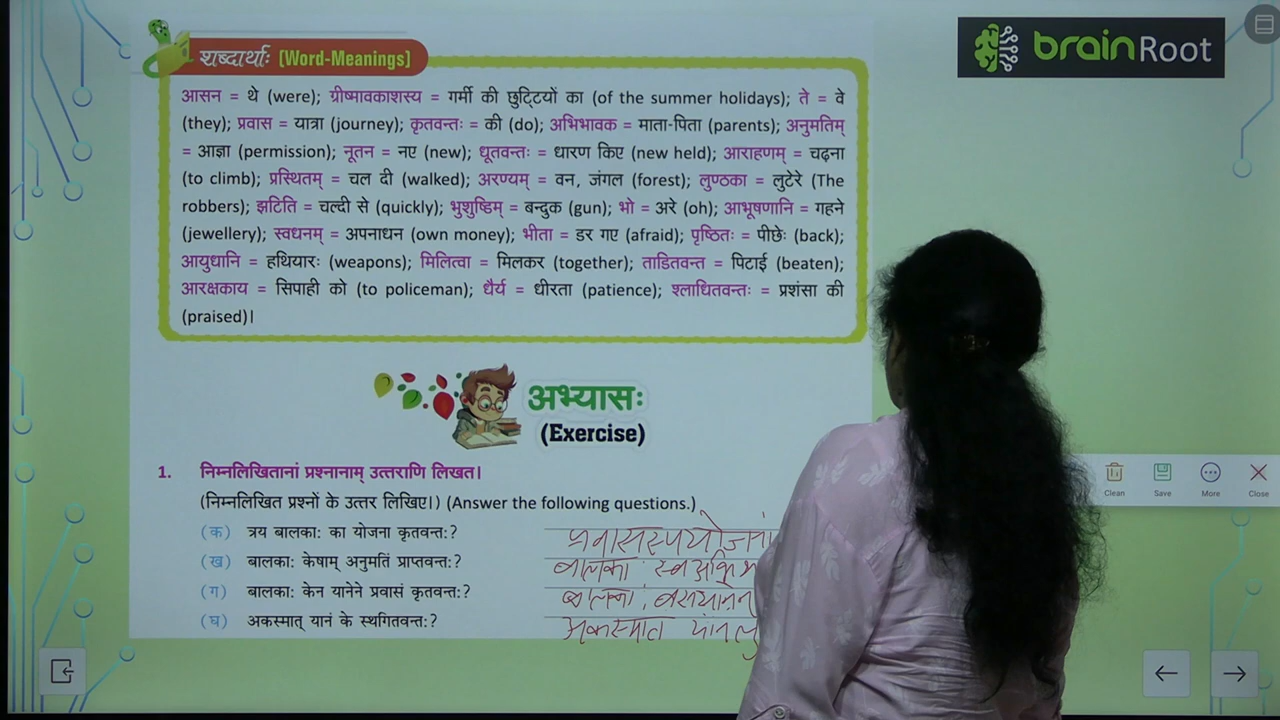 शब्दार्थाः [Word-Meanings]
brainRoot
आसन = थे (were); ग्रीष्मावकाशस्य = गर्मी की छुट्टियों का (of the summer holidays); ते = वे
(they); प्रवास = यात्रा (journey); कृतवन्तः = की (do); अभिभावक = माता-पिता (parents); अनुमतिम्
= आज्ञा (permission); नूतन = नए (new); धूतवन्तः = धारण किए (new held); आराहणम् = चढ़ना
(to climb); प्रस्थितम् = चल दी (walked); अरण्यम् = वन, जंगल (forest); लुण्ठका = लुटेरे (The
robbers); झटिति = चल्दी से (quickly); भुशुष्डिम् = बन्दुक (gun); भो = अरे (oh); आभूषणानि = गहने
(jewellery); स्वधनम् = अपनाधन (own money); भीता = डर गए (afraid); पृष्ठितः = पीछेः (back);
आयुधानि = हथियारः (weapons); मिलित्वा = मिलकर (together); ताडितवन्त = पिटाई (beaten);
आरक्षकाय = सिपाही को (to policeman); धैर्य = धीरता (patience); श्लाधितवन्तः = प्रशंसा की
(praised)।
अभ्यासः
(Exercise)
1. निम्नलिखितानां प्रश्नानाम् उत्तराणि लिखत।
(निम्नलिखित प्रश्नों के उत्तर लिखिए।) (Answer the following questions.)
(क) त्रय बालकाः का योजना कृतवन्तः?
(ख) बालकाः केषाम् अनुमतिं प्राप्तवन्तः? बालका स्व
(ग) बालकाः केन यानेने प्रवासं कृतवन्तः?
(घ) अकस्मात् यानं के स्थगितवन्तः? अकस्मात यान
Clean
Save
More
Close